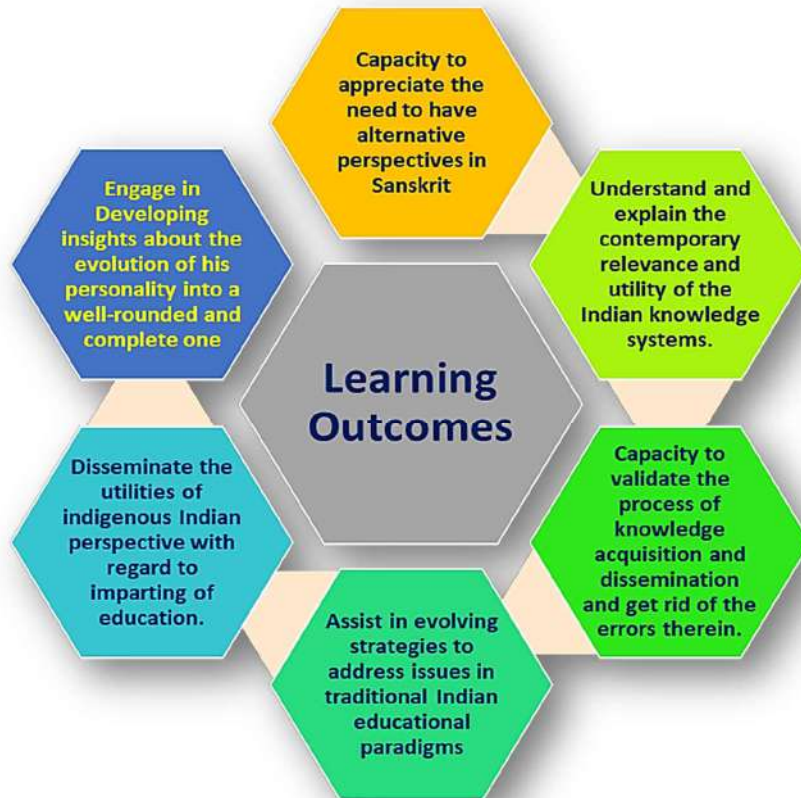 Capacity to
appreciate the
need to have
alternative
perspectives in
Sanskrit
Understand and
explain the
contemporary
relevance and
utility of the
Indian knowledge
systems.
Capacity to
validate the
process of
knowledge
acquisition and
dissemination
and get rid of the
errors therein.
Assist in evolving
strategies to
address issues in
traditional Indian
educational
paradigms
Disseminate the
utilities of
indigenous Indian
perspective with
regard to
imparting of
education.
Engage in
Developing
insights about the
evolution of his
personality into a
well-rounded and
complete one
Learning
Outcomes